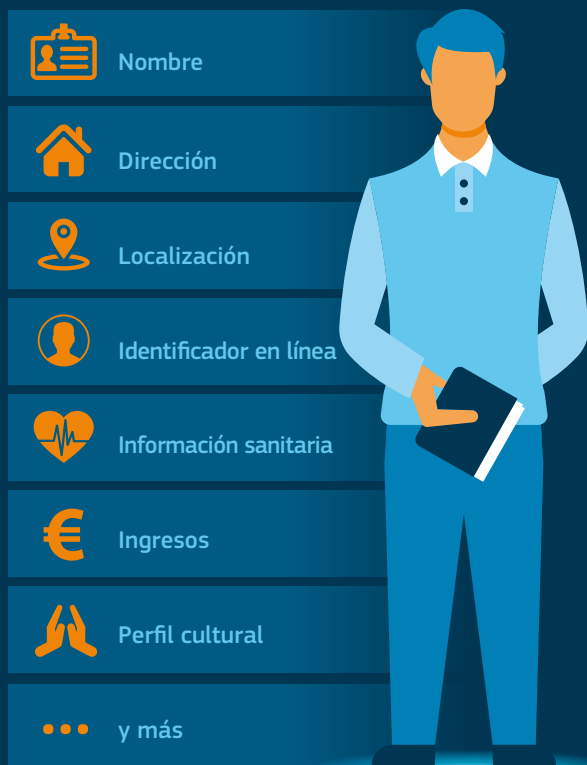 Nombre
Dirección
Localización
Identificador en línea
Información sanitaria
Ingresos
Perfil cultural
y más